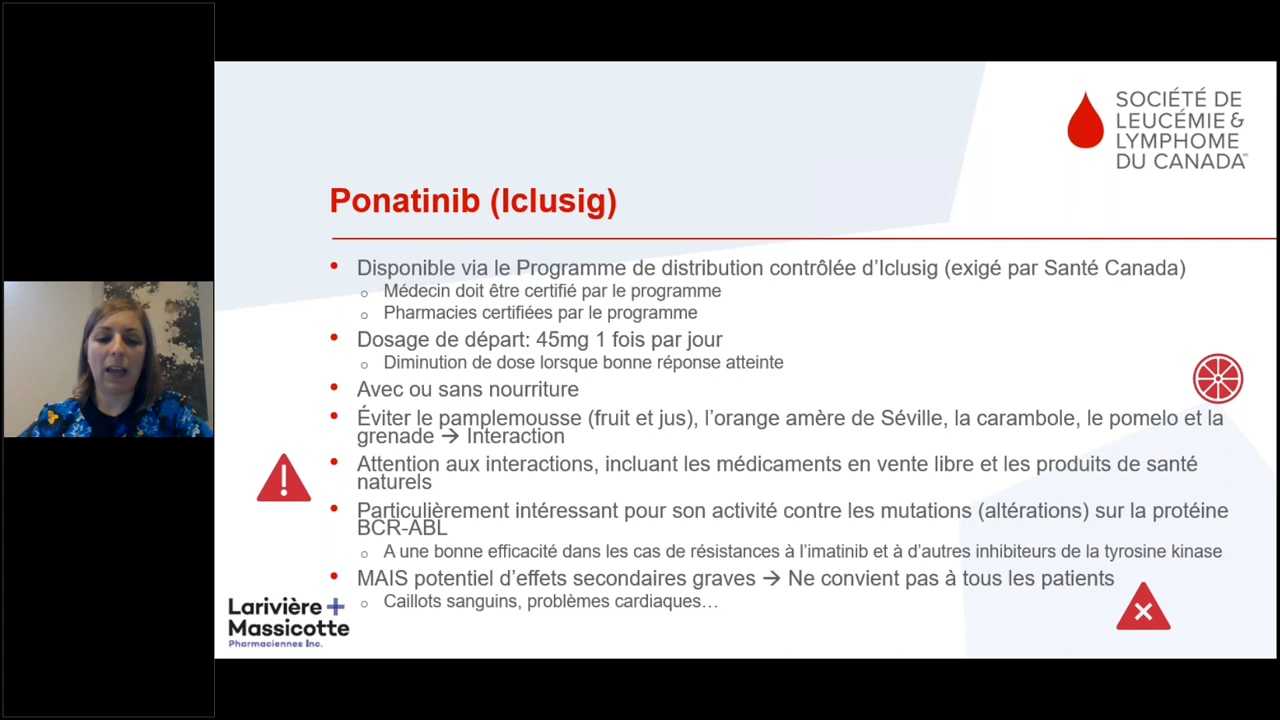 SOCIÉTÉ DE
LEUCÉMIE &
LYMPHOME
DU CANADA
Ponatinib (Iclusig)
• Disponible via le Programme de distribution contrôlée d’Iclusig (exigé par Santé Canada)
o Médecin doit être certifié par le programme
o Pharmacies certifiées par le programme
• Dosage de départ: 45mg 1 fois par jour
o Diminution de dose lorsque bonne réponse atteinte
• Avec ou sans nourriture
• Éviter le pamplemousse (fruit et jus), l’orange amère de Séville, la carambole, le pomelo et la
grenade → Interaction
• Attention aux interactions, incluant les médicaments en vente libre et les produits de santé
naturels
• Particulièrement intéressant pour son activité contre les mutations (altérations) sur la protéine
BCR-ABL
o A une bonne efficacité dans les cas de résistances à l’imatinib et à d’autres inhibiteurs de la tyrosine kinase
• MAIS potentiel d’effets secondaires graves → Ne convient pas à tous les patients
o Caillots sanguins, problèmes cardiaques…
Larivière +
Massicotte
Pharmaciennes Inc.